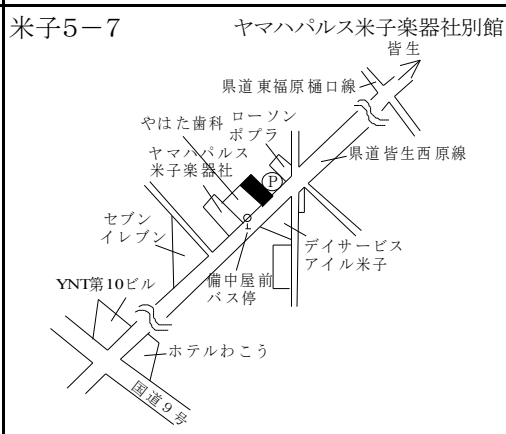 米子5－7
ヤマハパルス米子楽器社別館
皆生
県道東福原樋口線
ローソン
ポプラ
やはた歯科
ヤマハパルス
米子楽器社
P
県道皆生西原線
セブン
イレブン
デイサービス
アイル米子
備中屋前
バス停
YNT第10ビル
ホテルわこう
国道9号